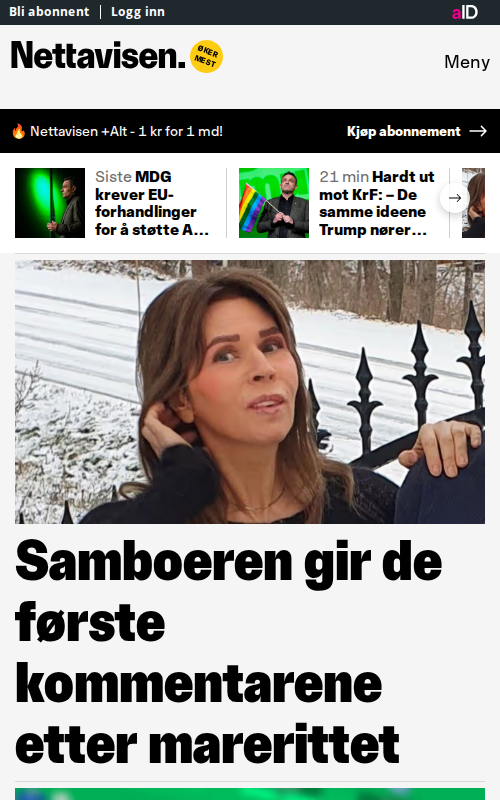 Bli abonnent
Logg inn
aID
Nettavisen.
ØKER
MEST
Meny
🔥 Nettavisen +Alt - 1 kr for 1 md!
Kjøp abonnement
Siste MDG
krever EU-
forhandlinger
for å støtte A...
21 min Hardt ut
mot KrF: – De
samme ideene
Trump nører...
Samboeren gir de
første
kommentarene
etter marerittet